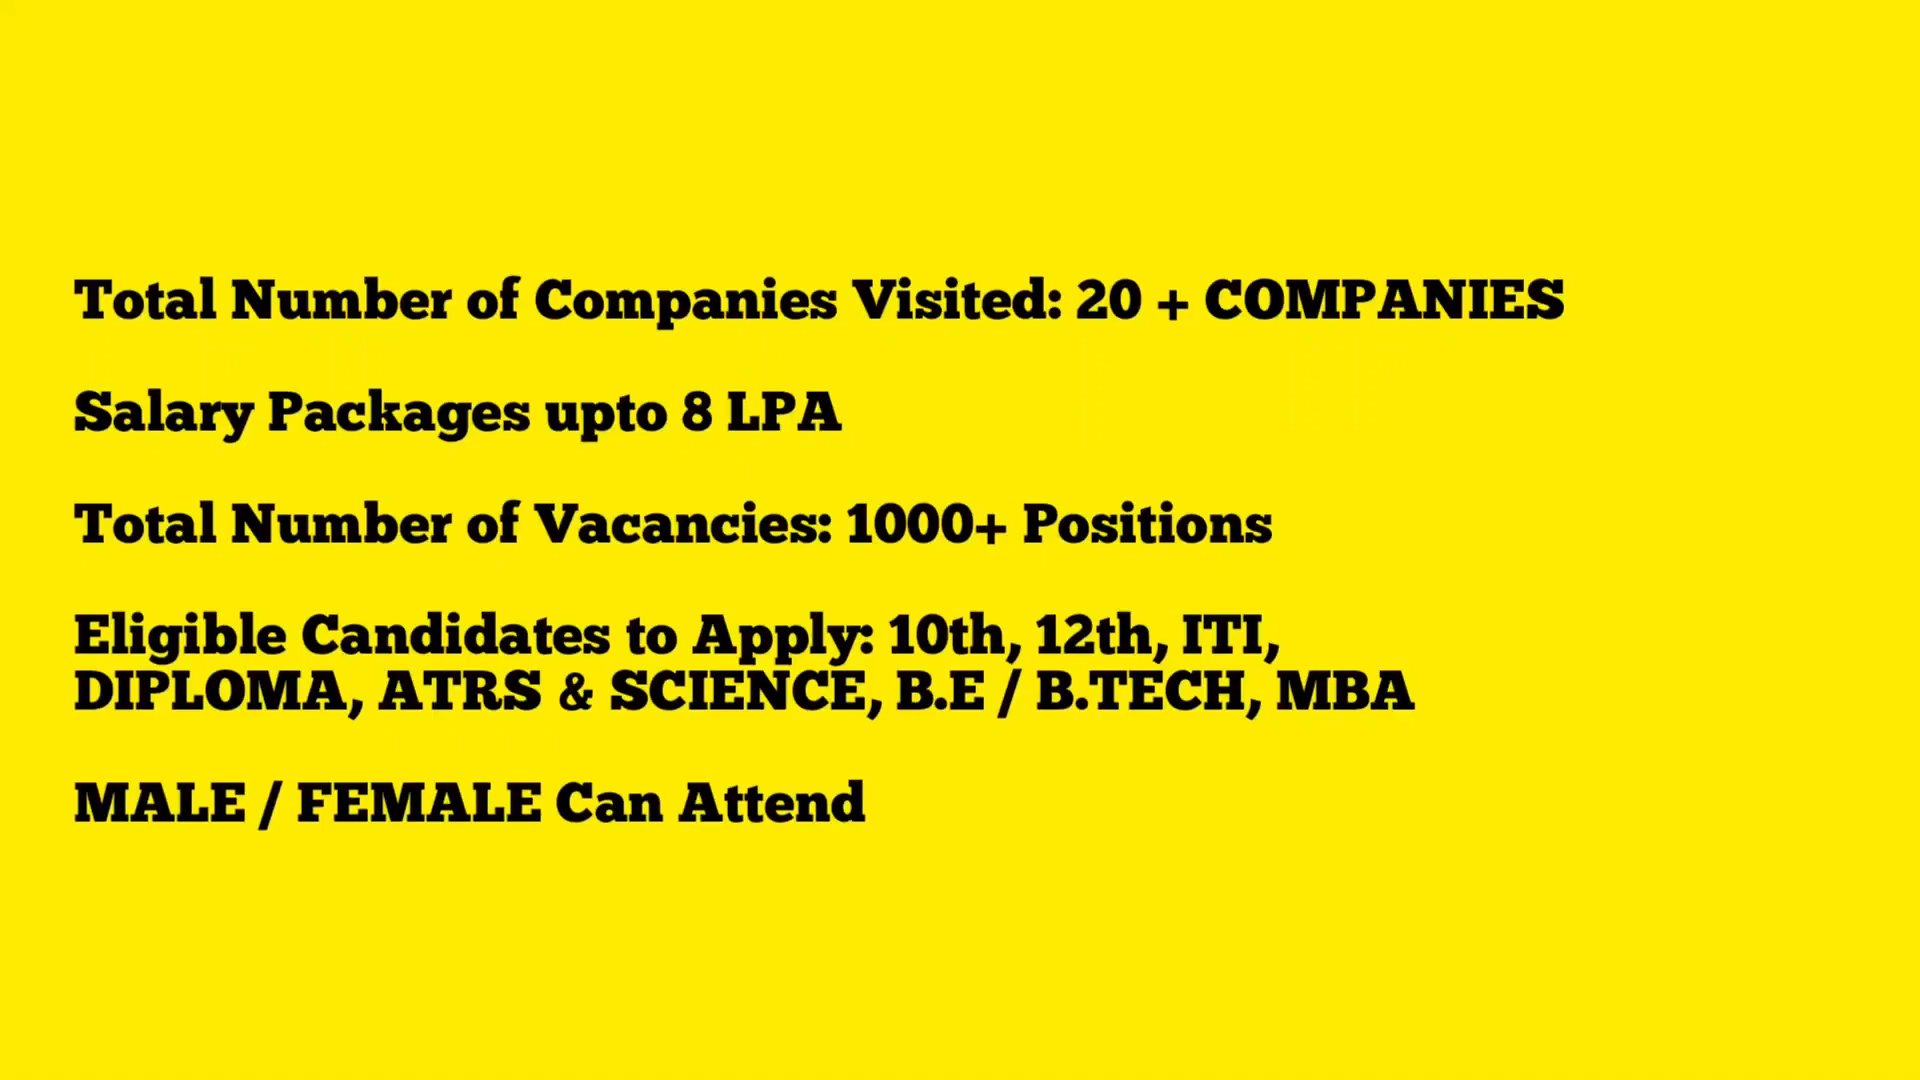 Total Number of Companies Visited: 20 + COMPANIES
Salary Packages upto 8 LPA
Total Number of Vacancies: 1000+ Positions
Eligible Candidates to Apply: 10th, 12th, ITI,
DIPLOMA, ATRS & SCIENCE, B.E / B.TECH, MBA
MALE / FEMALE Can Attend